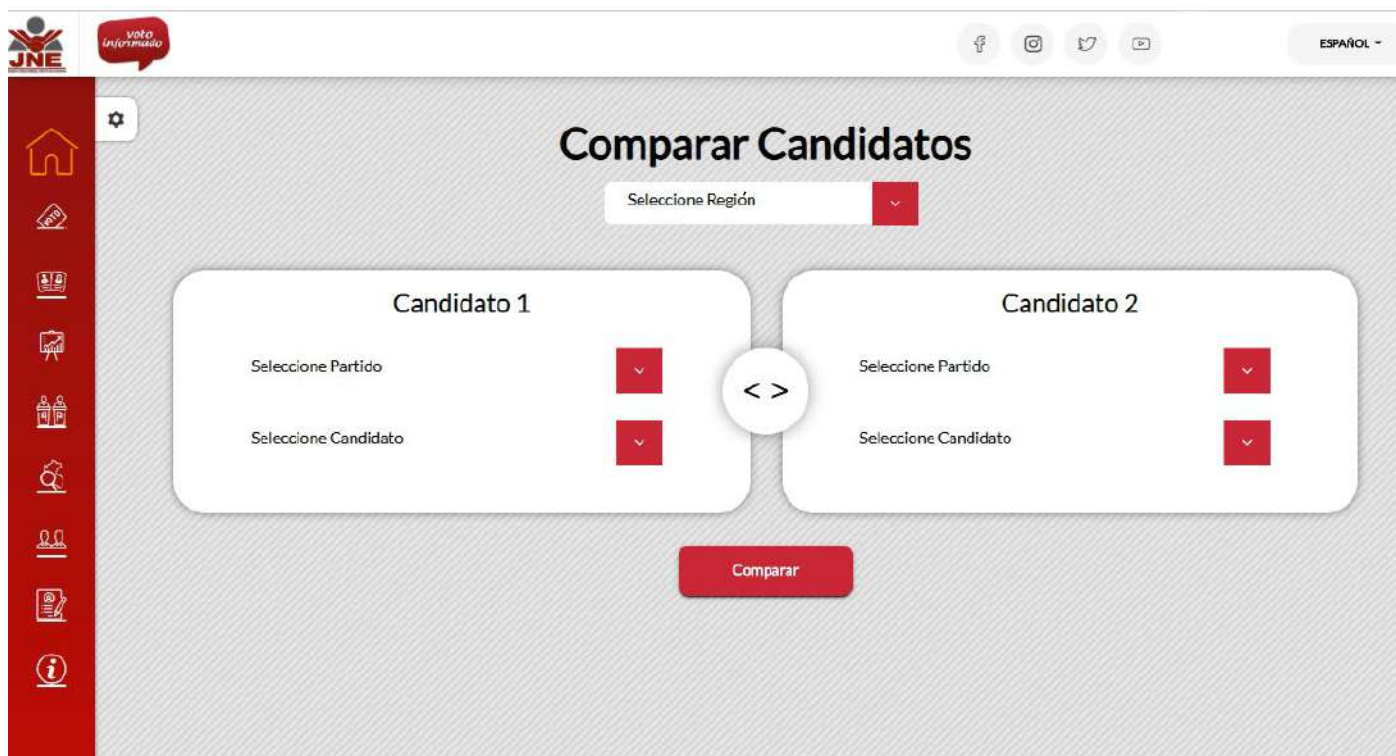 JNE
voto
informado
ESPAÑOL
Comparar Candidatos
Seleccione Región
Candidato 1
Seleccione Partido
Seleccione Candidato
< >
Candidato 2
Seleccione Partido
Seleccione Candidato
Comparar